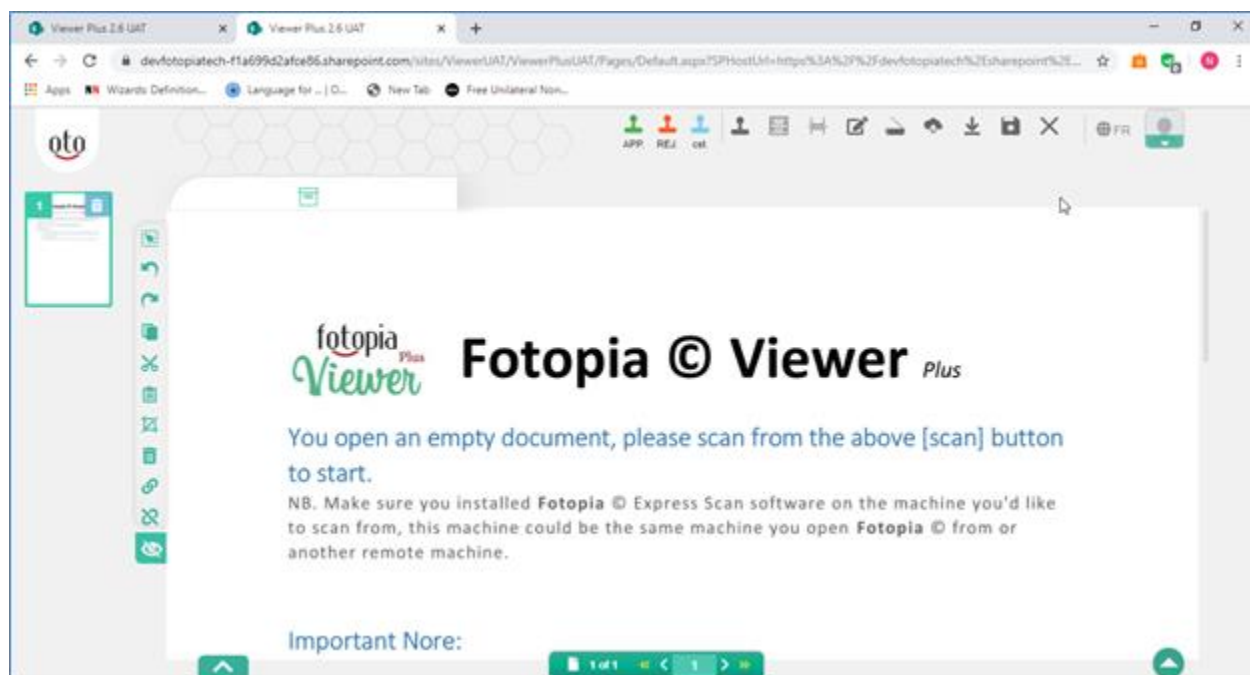 Viewer Plus 2.6 UAT
Viewer Plus 2.6 UAT
devfotopiatech-f1a699d2afce86.sharepoint.com/sites/ViewerUAT/ViewerPlusUAT/Pages/Default.aspx?SPHostUrl=https%3A%2F%2Fdevfotopiatech%2Esharepoint%2E...
Apps Wizards Definition... Language for ... | O... New Tab Free Unilateral Non...
oto
APP. REJ. cst. FR
1
fotopia
Plus
Viewer
Fotopia © Viewer Plus
You open an empty document, please scan from the above [scan] button
to start.
NB. Make sure you installed Fotopia © Express Scan software on the machine you'd like
to scan from, this machine could be the same machine you open Fotopia © from or
another remote machine.
Important Nore:
1 of 1 1